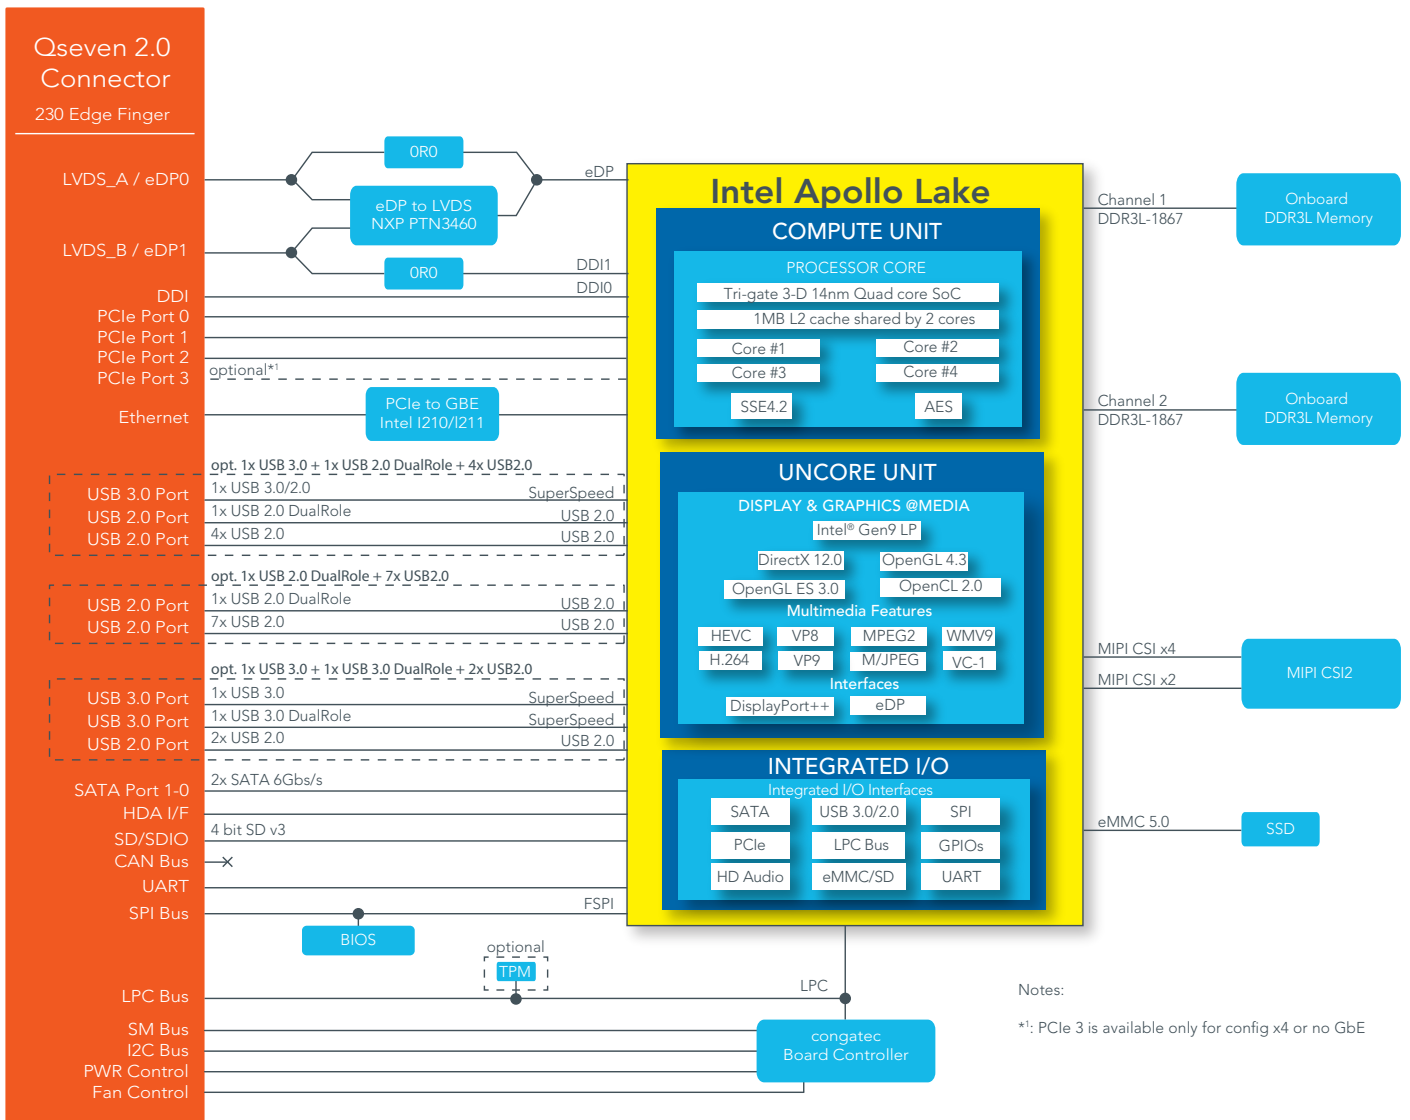 Qseven 2.0
Connector
230 Edge Finger
LVDS_A / eDP0
LVDS_B / eDP1
DDI
PCIe Port 0
PCIe Port 1
PCIe Port 2
PCIe Port 3
Ethernet
USB 3.0 Port
USB 2.0 Port
USB 2.0 Port
USB 2.0 Port
USB 2.0 Port
USB 3.0 Port
USB 3.0 Port
USB 2.0 Port
SATA Port 1-0
HDA I/F
SD/SDIO
CAN Bus
UART
SPI Bus
LPC Bus
SM Bus
I2C Bus
PWR Control
Fan Control
0R0
eDP to LVDS
NXP PTN3460
0R0
eDP
DDI1
DDI0
optional*1
PCIe to GBE
Intel I210/I211
opt. 1x USB 3.0 + 1x USB 2.0 DualRole + 4x USB2.0
1x USB 3.0/2.0
SuperSpeed
1x USB 2.0 DualRole
USB 2.0
4x USB 2.0
USB 2.0
opt. 1x USB 2.0 DualRole + 7x USB2.0
1x USB 2.0 DualRole
USB 2.0
7x USB 2.0
USB 2.0
opt. 1x USB 3.0 + 1x USB 3.0 DualRole + 2x USB2.0
1x USB 3.0
SuperSpeed
1x USB 3.0 DualRole
SuperSpeed
2x USB 2.0
USB 2.0
2x SATA 6Gbs/s
4 bit SD v3
FSPI
BIOS
optional
TPM
LPC
congatec
Board Controller
Intel Apollo Lake
COMPUTE UNIT
PROCESSOR CORE
Tri-gate 3-D 14nm Quad core SoC
1MB L2 cache shared by 2 cores
Core #1
Core #2
Core #3
Core #4
SSE4.2
AES
UNCORE UNIT
DISPLAY & GRAPHICS @MEDIA
Intel® Gen9 LP
DirectX 12.0
OpenGL 4.3
OpenGL ES 3.0
OpenCL 2.0
Multimedia Features
HEVC
VP8
MPEG2
WMV9
H.264
VP9
M/JPEG
VC-1
Interfaces
DisplayPort++
eDP
INTEGRATED I/O
Integrated I/O Interfaces
SATA
USB 3.0/2.0
SPI
PCIe
LPC Bus
GPIOs
HD Audio
eMMC/SD
UART
Channel 1
DDR3L-1867
Onboard
DDR3L Memory
Channel 2
DDR3L-1867
Onboard
DDR3L Memory
MIPI CSI x4
MIPI CSI x2
MIPI CSI2
eMMC 5.0
SSD
Notes:
*1: PCIe 3 is available only for config x4 or no GbE